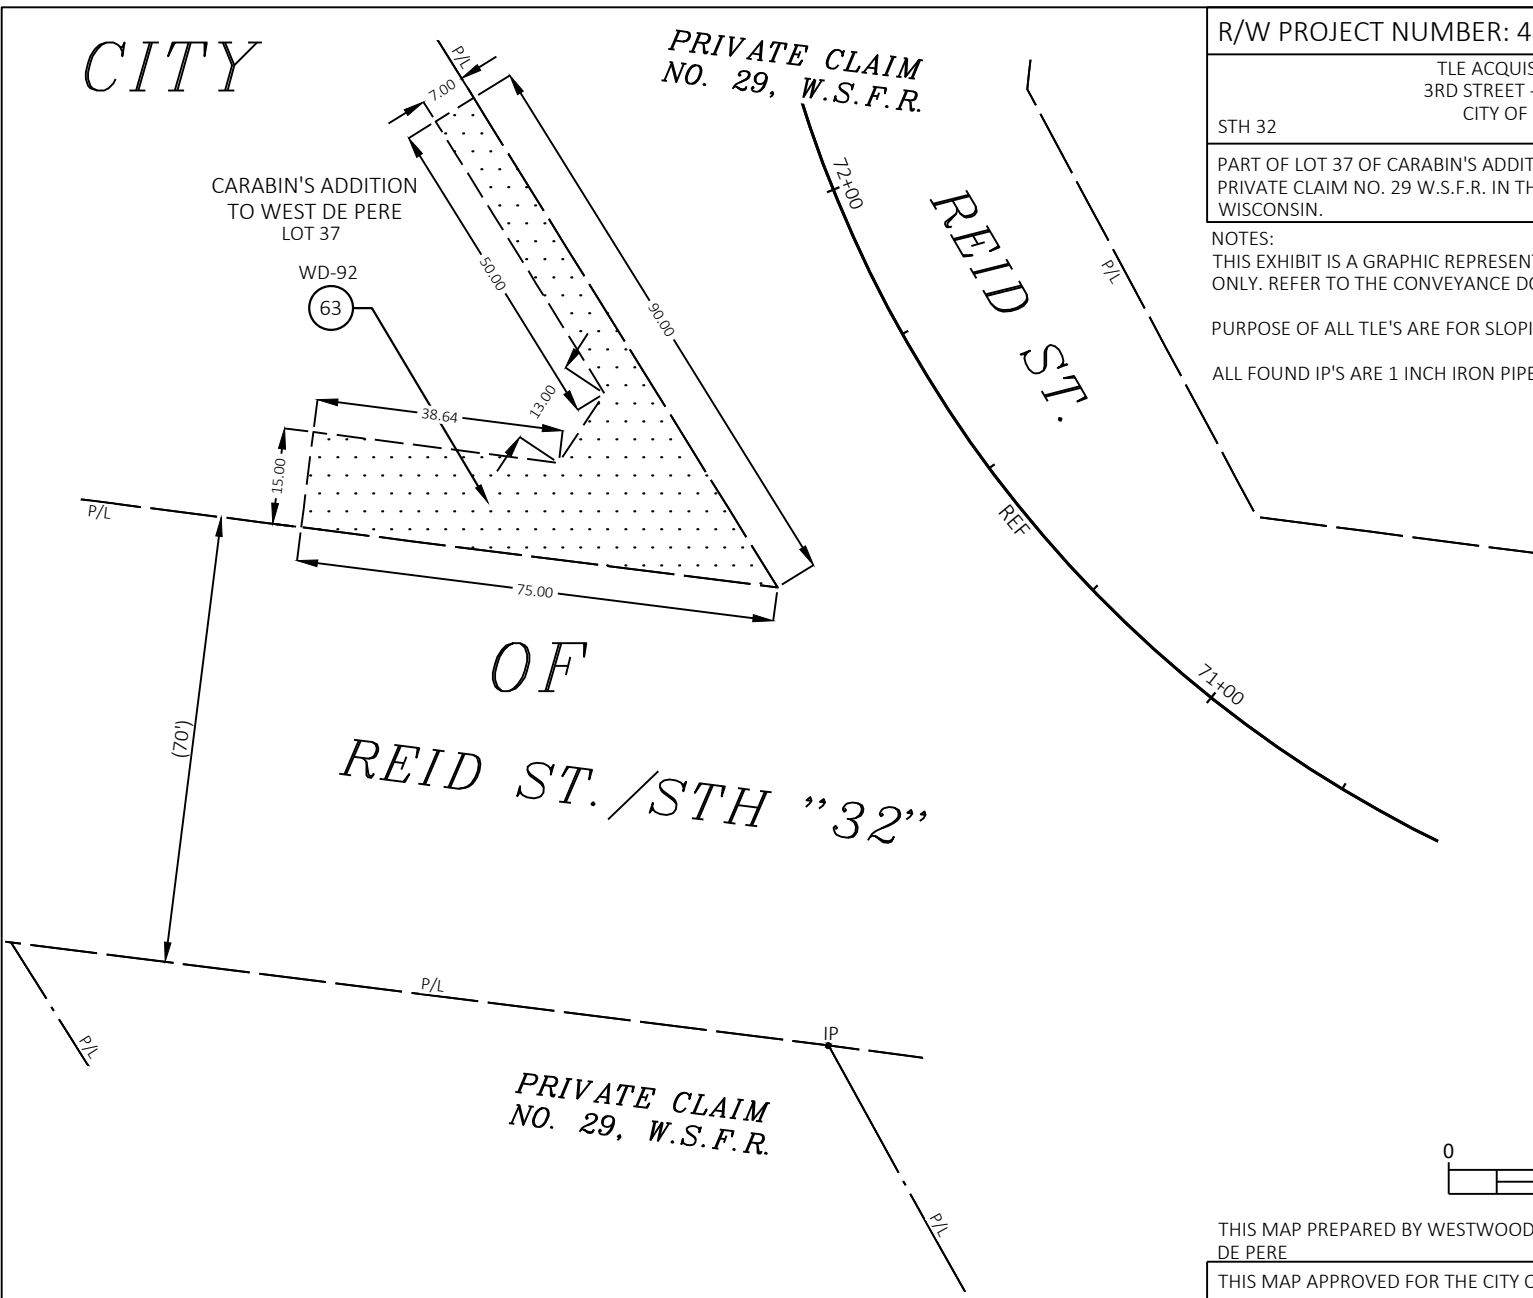 CITY
P/L
7.00
PRIVATE CLAIM
NO. 29, W.S.F.R.
R/W PROJECT NUMBER: 4
TLE ACQUIS
3RD STREET -
CITY OF
STH 32
PART OF LOT 37 OF CARABIN'S ADDIT
PRIVATE CLAIM NO. 29 W.S.F.R. IN TH
WISCONSIN.
NOTES:
THIS EXHIBIT IS A GRAPHIC REPRESENT
ONLY. REFER TO THE CONVEYANCE DO
PURPOSE OF ALL TLE'S ARE FOR SLOPI
ALL FOUND IP'S ARE 1 INCH IRON PIPE
CARABIN'S ADDITION
TO WEST DE PERE
LOT 37
WD-92
63
72+00
REID ST.
P/L
50.00
90.00
38.64
13.00
15.00
P/L
REF
75.00
OF
71+00
(70')
REID ST./STH "32"
P/L
P/L
IP
PRIVATE CLAIM
NO. 29, W.S.F.R.
P/L
0
THIS MAP PREPARED BY WESTWOOD
DE PERE
THIS MAP APPROVED FOR THE CITY O